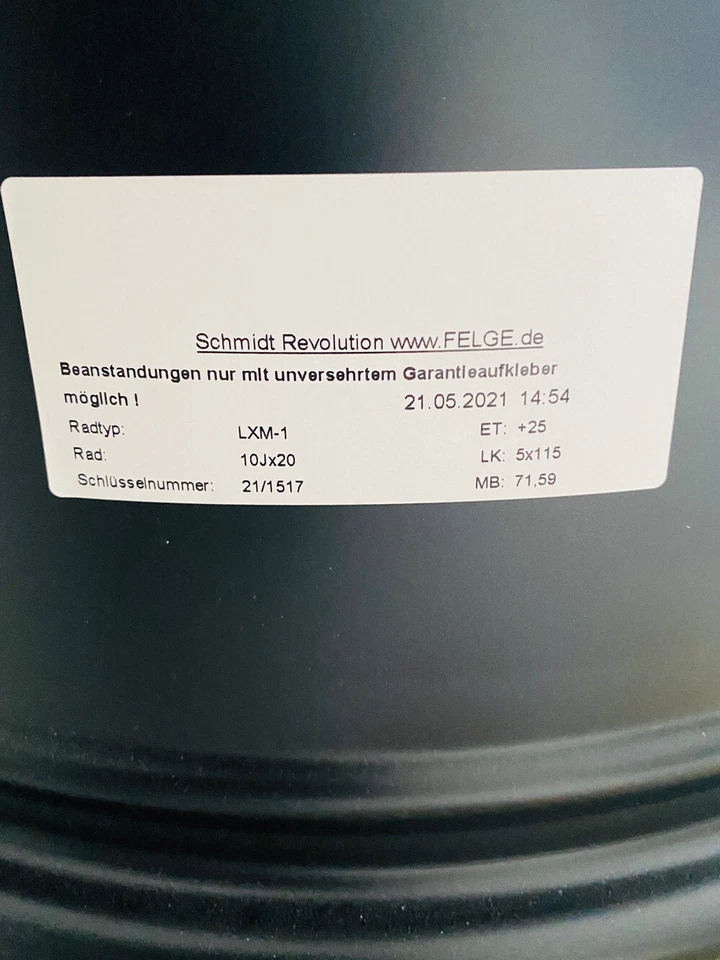 Schmidt Revolution www.FELGE.de
Beanstandungen nur mit unversehrtem Garantieaufkleber
möglich ! 21.05.2021 14:54
Radtyp: LXM-1 ET: +25
Rad: 10Jx20 LK: 5x115
Schlüsselnummer: 21/1517 MB: 71,59